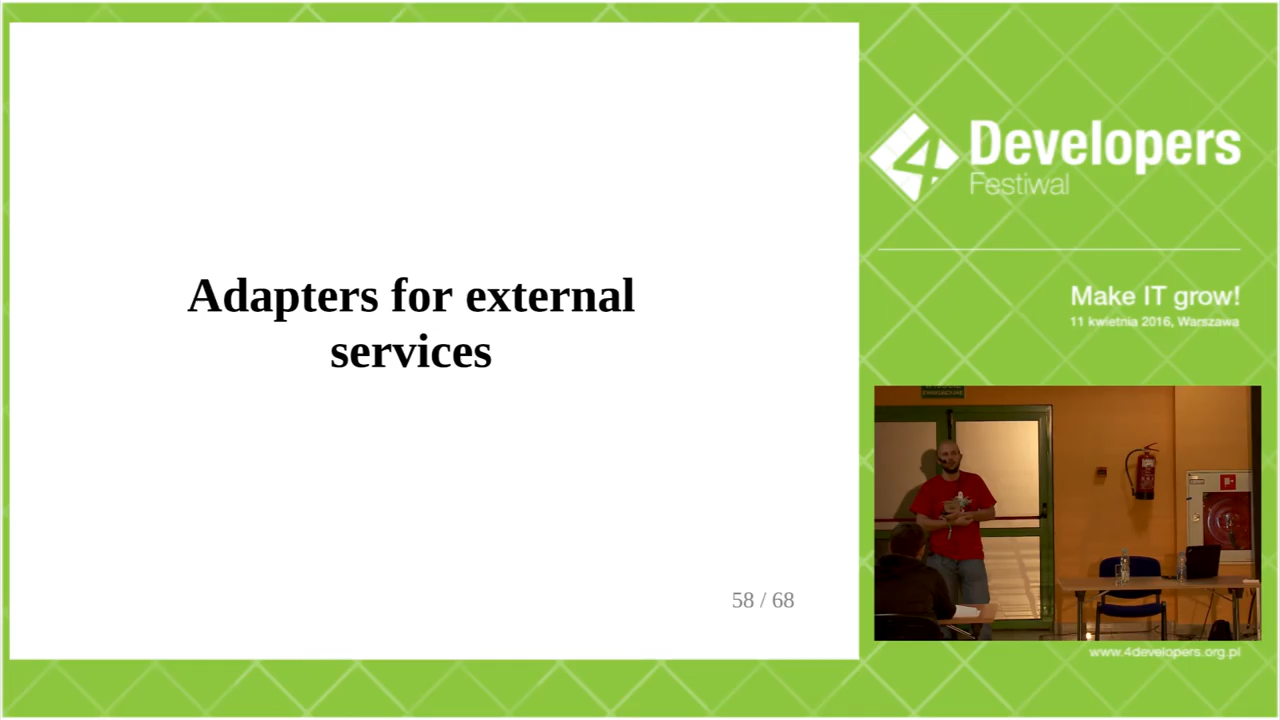 Adapters for external
services
58 / 68
4 Developers
Festiwal
Make IT grow!
11 kwietnia 2016, Warszawa
www.4developers.org.pl